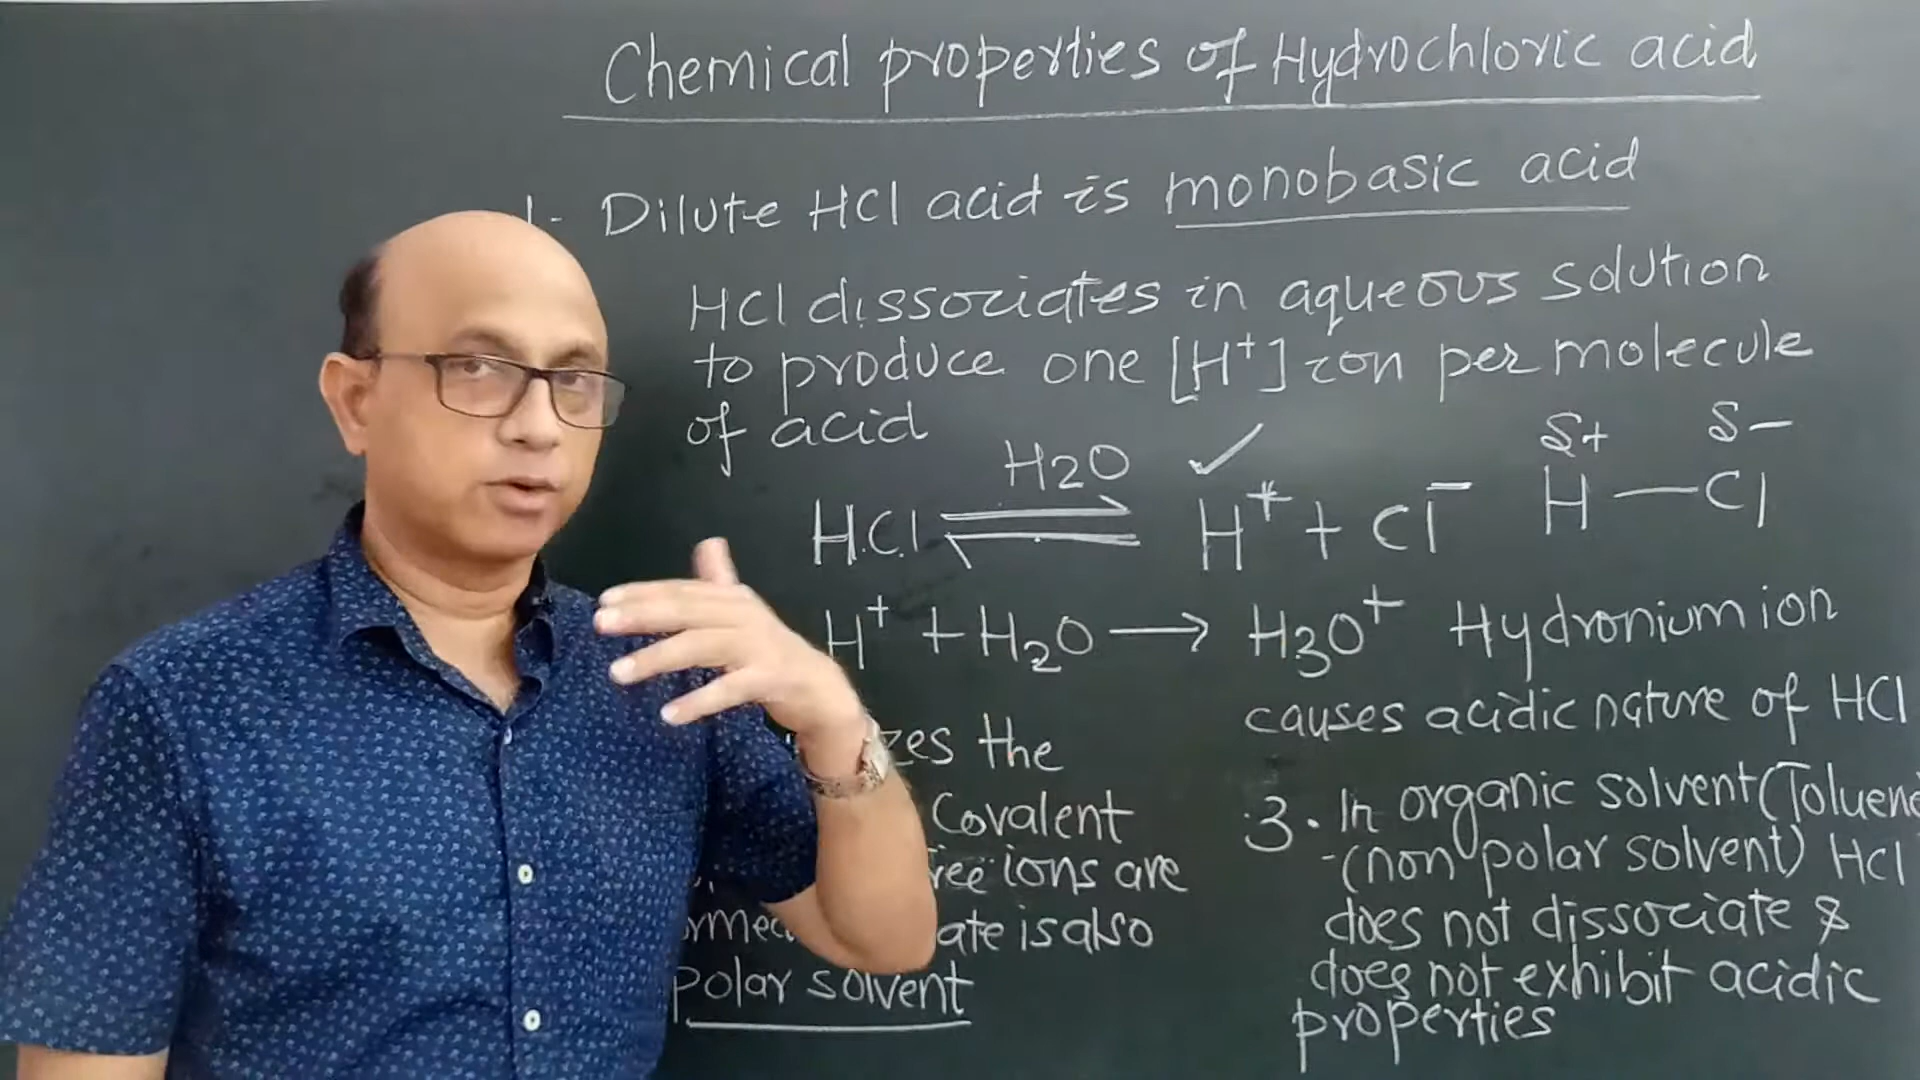 Chemical properties of Hydrochloric acid
1- Dilute HCl acid is monobasic acid
HCl dissociates in aqueous solution
to produce one [H+] ion per molecule
of acid
H2O ✓
HCl ⇌ H+ + Cl-
δ+ δ-
H — Cl
H+ + H2O → H3O+ Hydronium ion
causes acidic nature of HCl
the
Covalent
ions are
is also
polar solvent
3. In organic solvent (Toluene
-(non polar solvent) HCl
does not dissociate &
does not exhibit acidic
properties